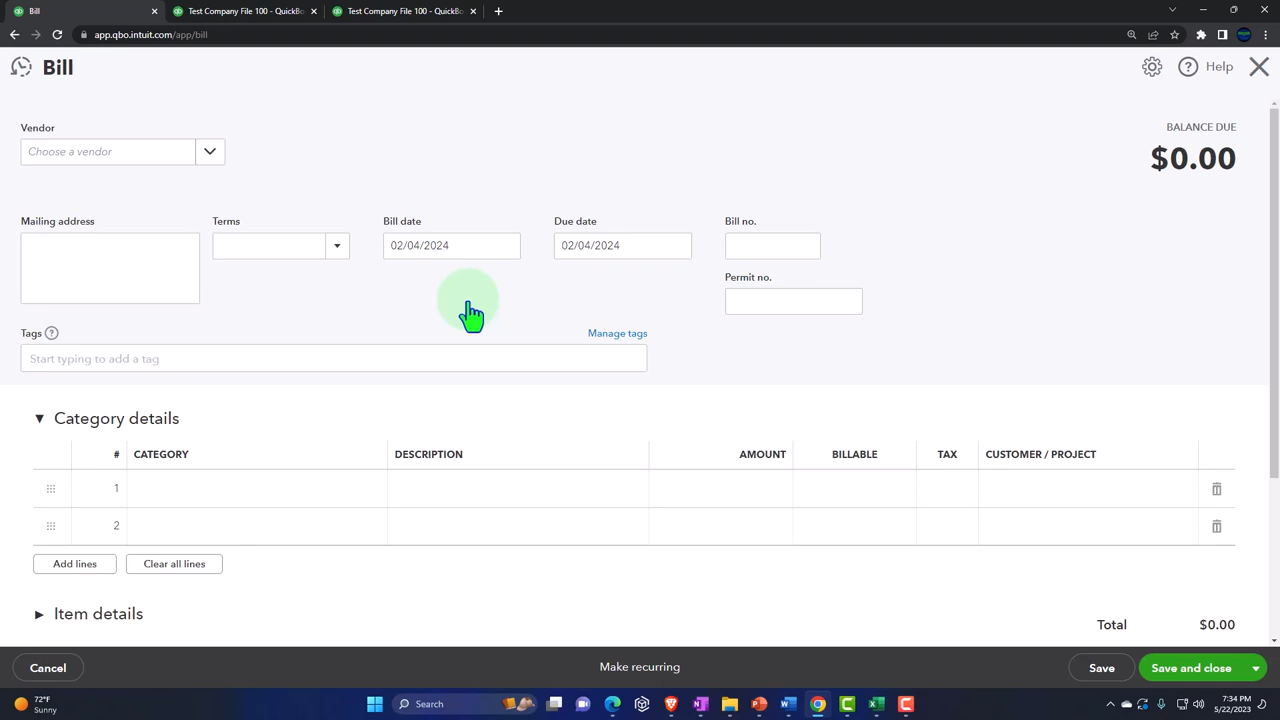 Bill
Test Company File 100 - QuickBo
Test Company File 100 - QuickBo
app.qbo.intuit.com/app/bill
Bill
Help
Vendor
Choose a vendor
BALANCE DUE
$0.00
Mailing address
Terms
Bill date
02/04/2024
Due date
02/04/2024
Bill no.
Permit no.
Tags
Manage tags
Start typing to add a tag
Category details
# CATEGORY DESCRIPTION AMOUNT BILLABLE TAX CUSTOMER / PROJECT
1
2
Add lines
Clear all lines
Item details
Total $0.00
Cancel
Make recurring
Save
Save and close
72°F
Sunny
Search
7:34 PM
5/22/2023